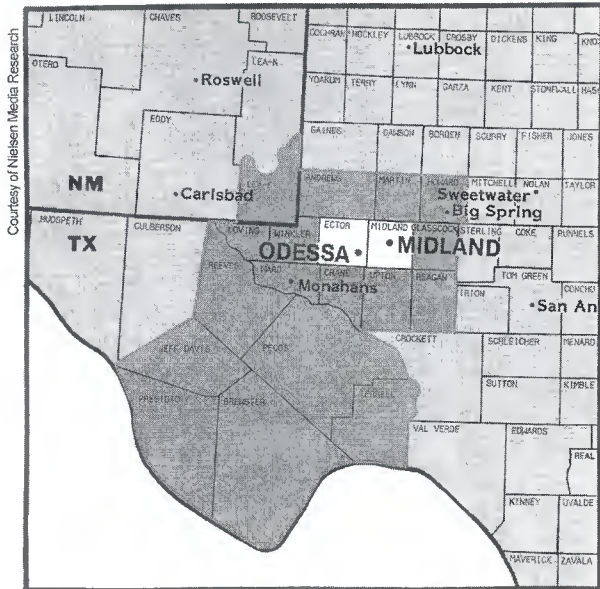 Courtesy of Nielsen Media Research
LINCOLN
CHAVES
ROOSEVELT
OTERO
LEA-N
Roswell
EDDY
LEA
NM
Carlsbad
COCHRAN
HOCKLEY
LUBBOCK
CROSBY
DICKENS
KING
KNO
Lubbock
YOAKUM
TERRY
LYNN
GARZA
KENT
STONEWALL
HAS
GAINES
DAWSON
BORDEN
SCURRY
FISHER
JONES
ANDREWS
MARTIN
HOWARD
MITCHELL
NOLAN
TAYLOR
Sweetwater
Big Spring
HUDSPETH
TX
CULBERSON
LOVING
WINKLER
ECTOR
MIDLAND
GLASSCOCK
STERLING
COKE
RUNNELS
ODESSA
MIDLAND
REEVES
WARD
CRANE
UPTON
REAGAN
TOM GREEN
CONCHO
IRION
Monahans
San An
CROCKETT
SCHLEICHER
MENARD
JEFF DAVIS
PECOS
SUTTON
KIMBLE
PRESIDIO
BREWSTER
TERRELL
VAL VERDE
EDWARDS
REAL
KINNEY
UVALDE
MAVERICK
ZAVALA